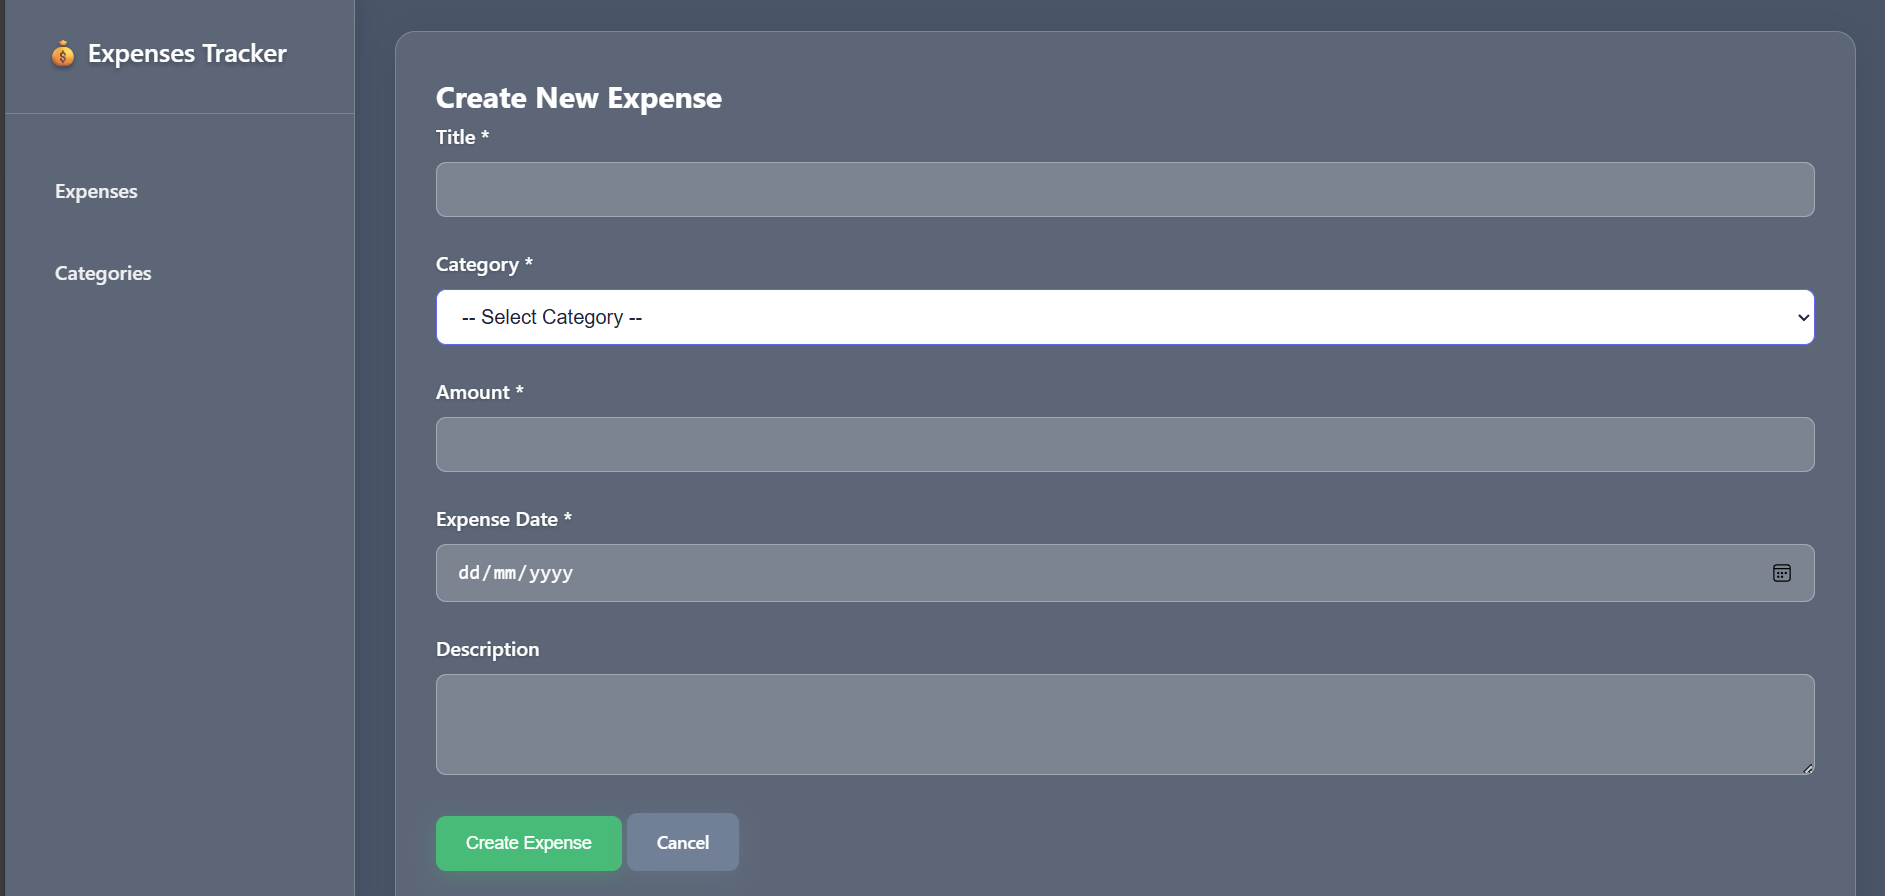 Expenses Tracker
Expenses
Categories
Create New Expense
Title *
Category *
-- Select Category --
Amount *
Expense Date *
dd/mm/yyyy
Description
Create Expense
Cancel